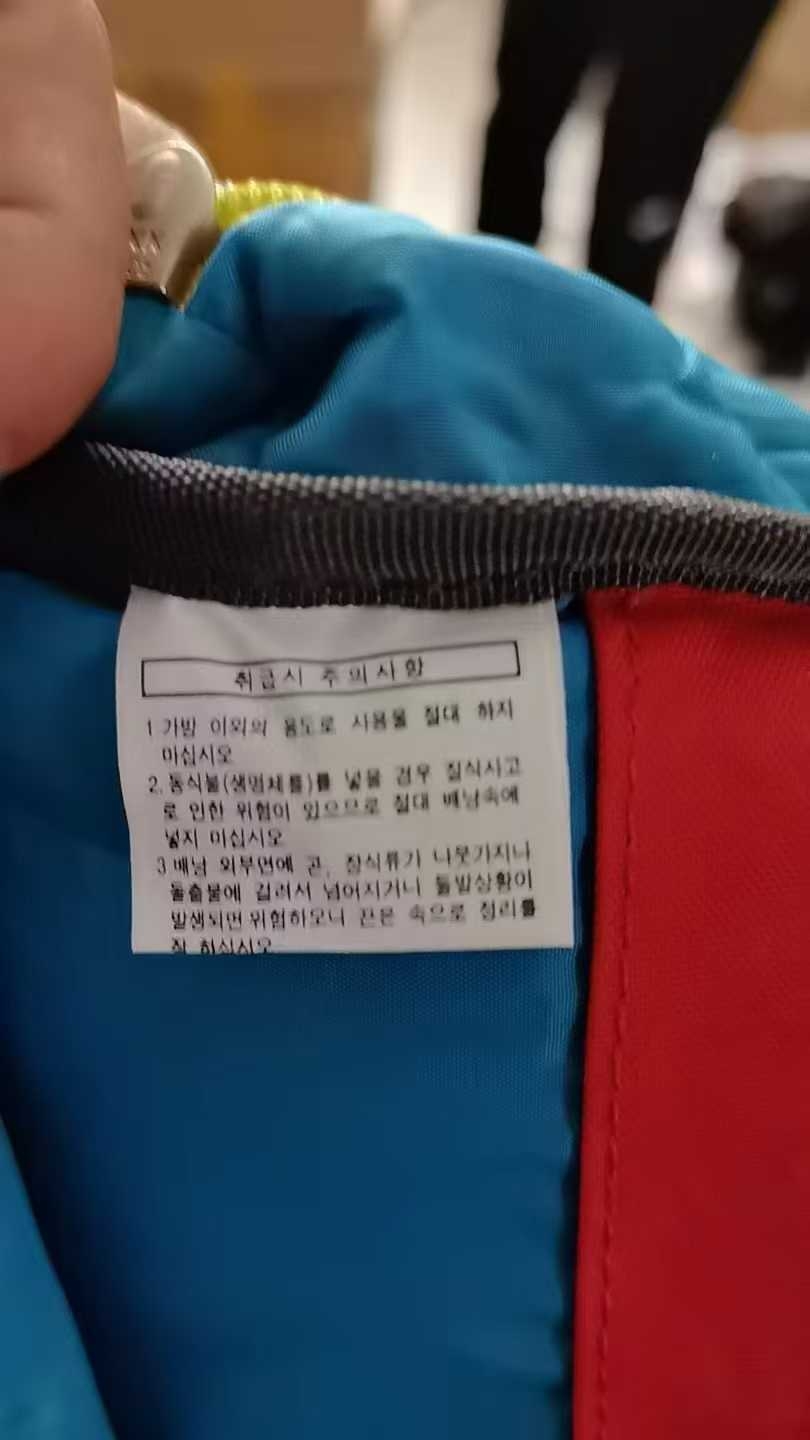 취급시 주의사항
1 가방 이외의 용도로 사용을 절대 하지
마십시오
2. 동식물(생명체를)를 넣을 경우 질식사고
로 인한 위험이 있으므로 절대 배낭속에
넣지 마십시오
3 배낭 외부면에 끈, 장식류가 나뭇가지나
돌출물에 걸려서 넘어지거나 돌발상황이
발생되면 위험하오니 끈은 속으로 정리를
하십시오